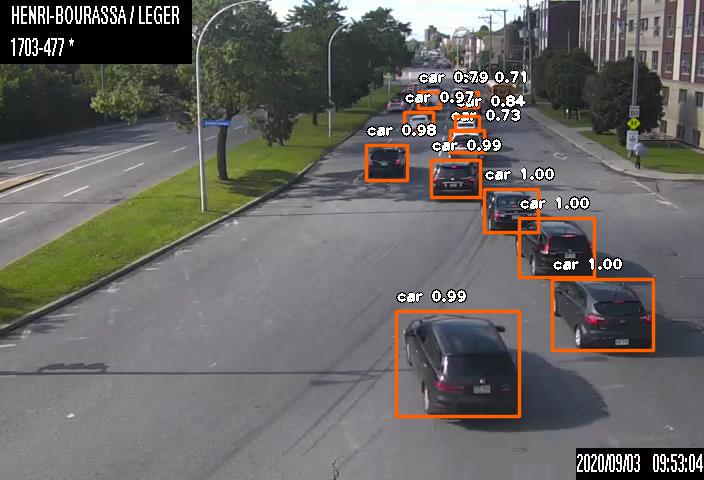 HENRI-BOURASSA / LEGER
1703-477 *
car 0.79
0.71
car 0.97
car 0.84
0.73
car 0.98
car 0.99
car 1.00
car 1.00
car 1.00
car 0.99
2020/09/03 09:53:04